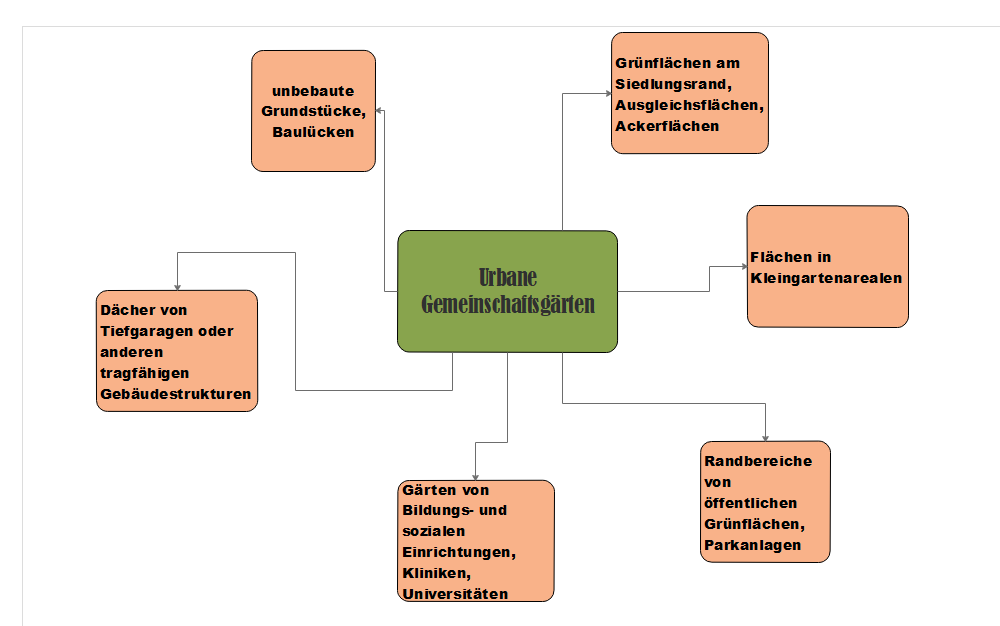 unbebaute
Grundstücke,
Baulücken
Grünflächen am
Siedlungsrand,
Ausgleichsflächen,
Ackerflächen
Urbane
Gemeinschaftsgärten
Flächen in
Kleingartenarealen
Dächer von
Tiefgaragen oder
anderen
tragfähigen
Gebäudestrukturen
Gärten von
Bildungs- und
sozialen
Einrichtungen,
Kliniken,
Universitäten
Randbereiche
von
öffentlichen
Grünflächen,
Parkanlagen